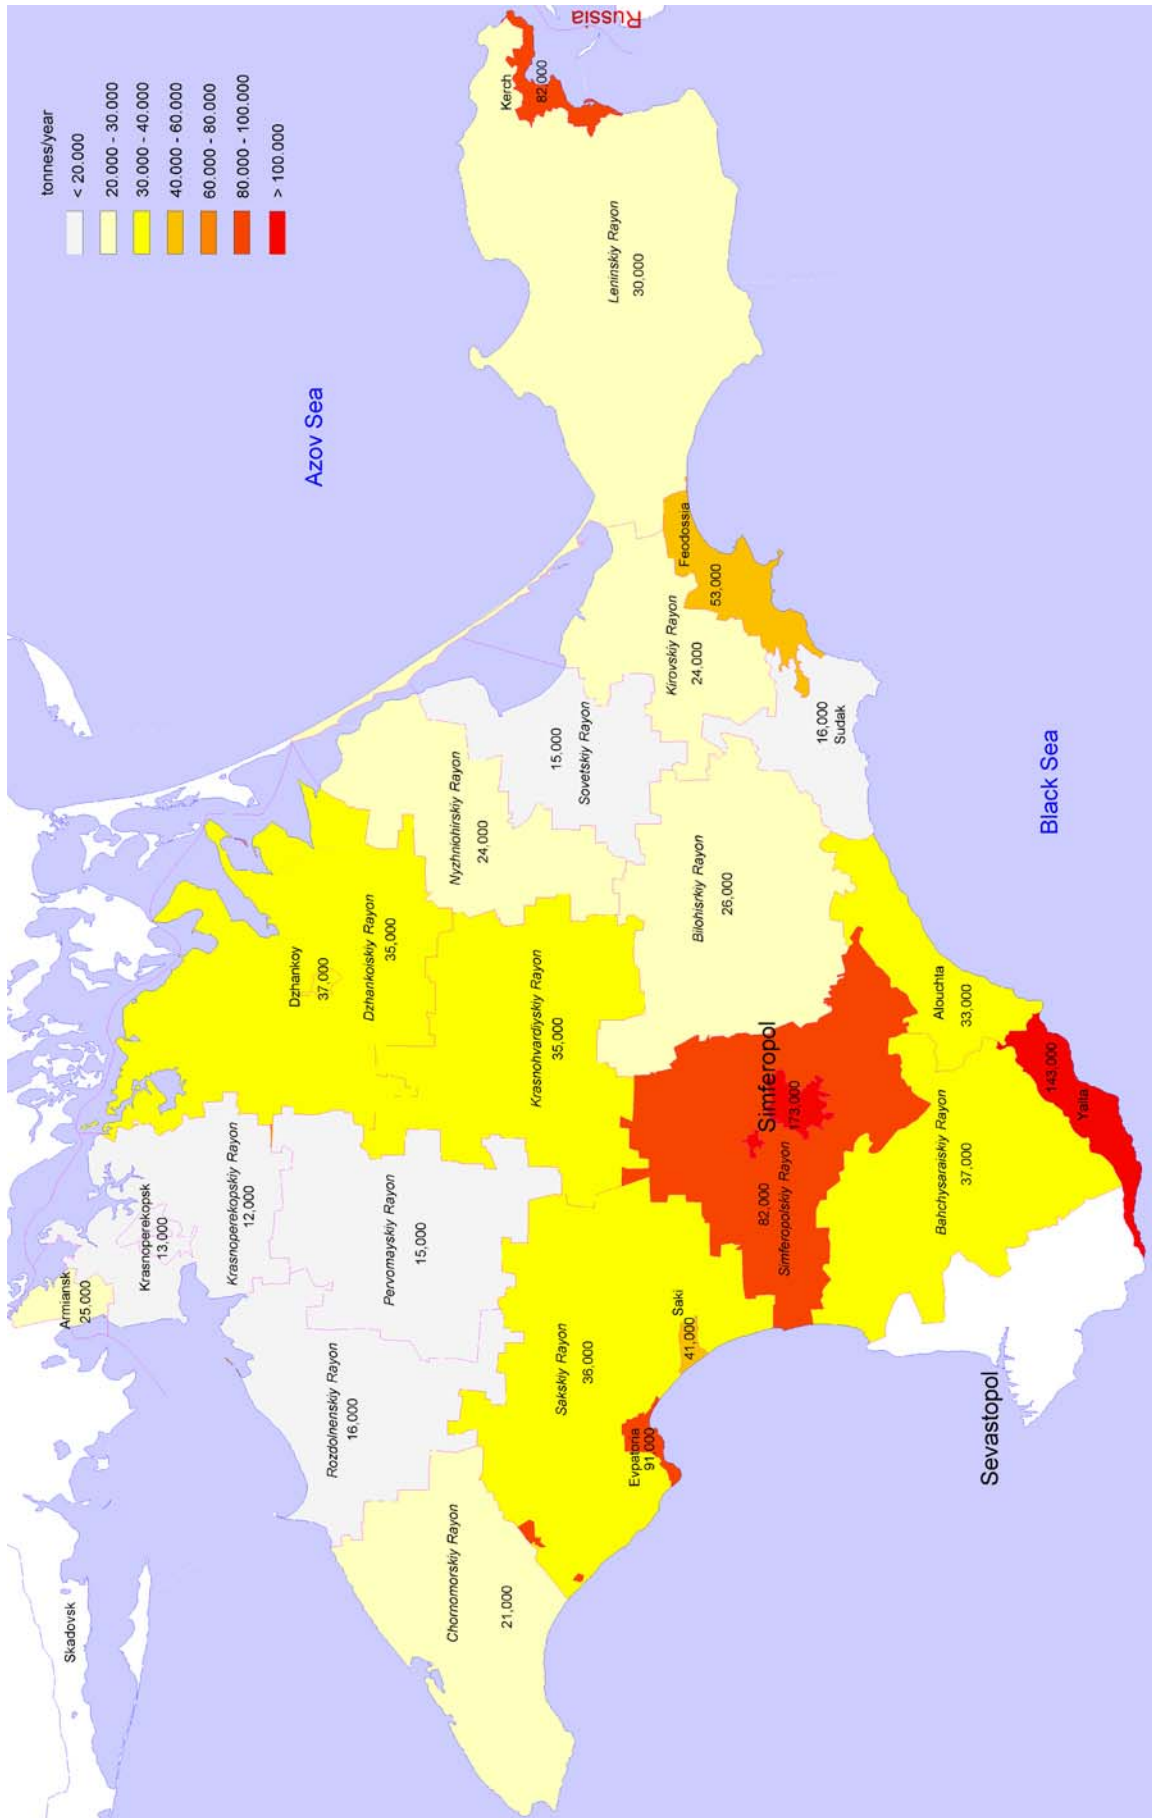 tonnes/year
< 20.000
20.000 - 30.000
30.000 - 40.000
40.000 - 60.000
60.000 - 80.000
80.000 - 100.000
> 100.000
Skadovsk
Armiansk
25,000
Krasnoperekopsk
13,000
Krasnoperekopskiy Rayon
12,000
Dzhankoy
37,000
Dzhankoiskiy Rayon
35,000
Azov Sea
Rozdolnenskiy Rayon
16,000
Pervomayskiy Rayon
15,000
Nyzhniohirskiy Rayon
24,000
Chornomorskiy Rayon
21,000
Krasnohvardiyskiy Rayon
35,000
Sakskiy Rayon
36,000
15,000
Sovetskiy Rayon
Kerch
82,000
Russia
Leninskiy Rayon
30,000
Evpatoria
91,000
Saki
41,000
Bilohisrkiy Rayon
26,000
Kirovskiy Rayon
24,000
Feodossia
53,000
Simferopol
173,000
82,000
Simferopolskiy Rayon
16,000
Sudak
Bahchysaraiskiy Rayon
37,000
Alouchta
33,000
143,000
Yalta
Sevastopol
Black Sea